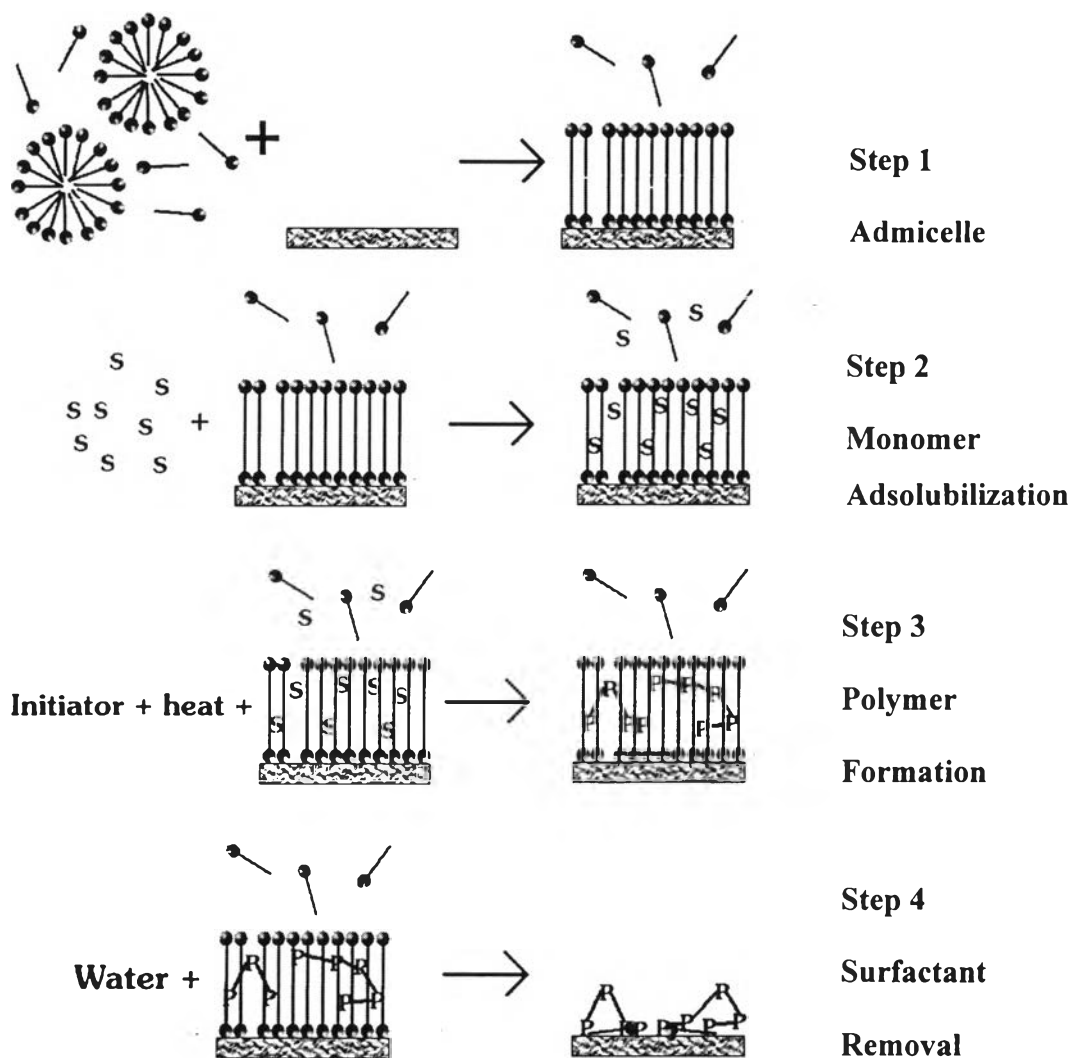 +
Step 1
Admicelle
S S
S
S
S S
S
S
S S
+
S S S S
S S S
Step 2
Monomer
Adsolubilization
S
S
Initiator + heat +
S S S S
S S S
R P P P
P P P P P
Step 3
Polymer
Formation
Water +
R P P R
P P P P
R R
P P P P P
Step 4
Surfactant
Removal